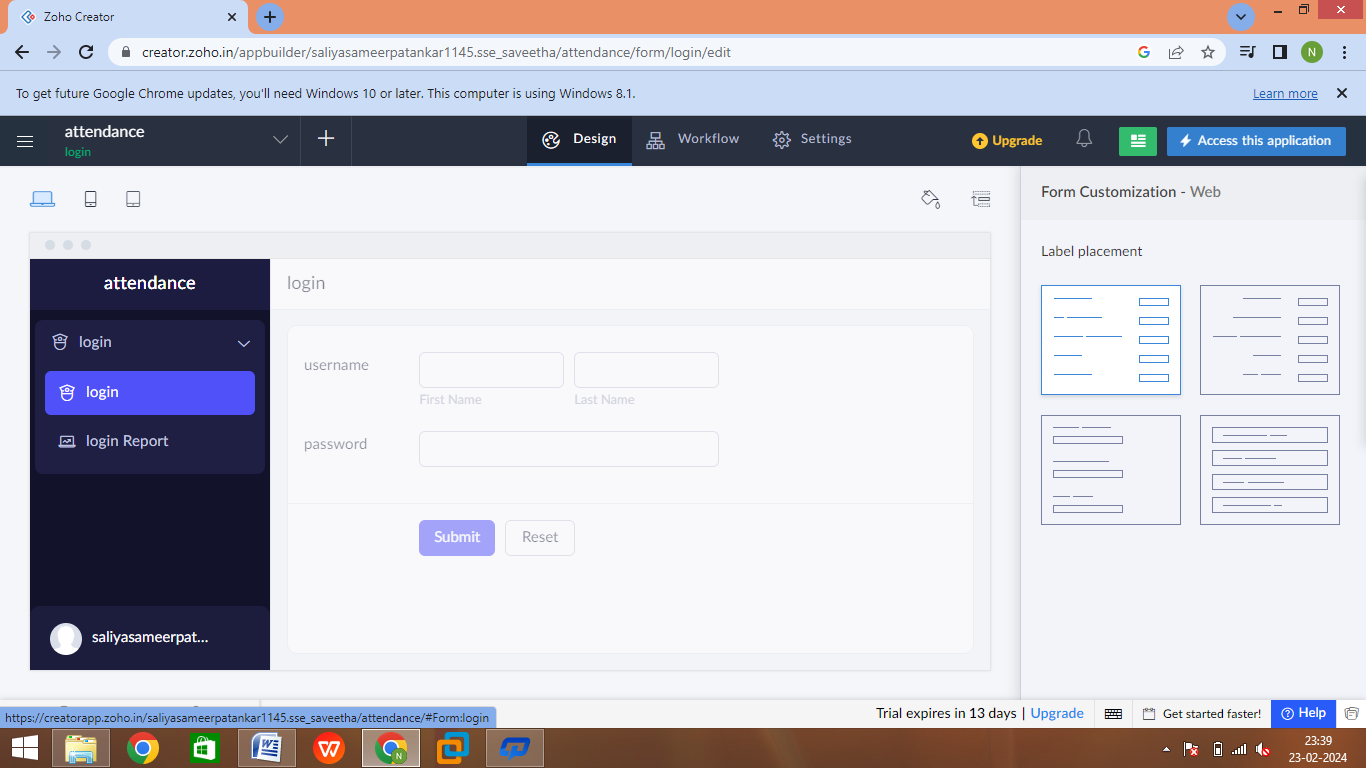 Zoho Creator
creator.zoho.in/appbuilder/saliyasameerpatankar1145.sse_saveetha/attendance/form/login/edit
N
To get future Google Chrome updates, you'll need Windows 10 or later. This computer is using Windows 8.1.
Learn more
attendance
login
Design
Workflow
Settings
Upgrade
Access this application
Form Customization - Web
Label placement
attendance
login
login
login
login Report
saliyasameerpat...
username
First Name
Last Name
password
Submit
Reset
https://creatorapp.zoho.in/saliyasameerpatankar1145.sse_saveetha/attendance/#Form:login
Trial expires in 13 days | Upgrade
Get started faster!
Help
23:39
23-02-2024